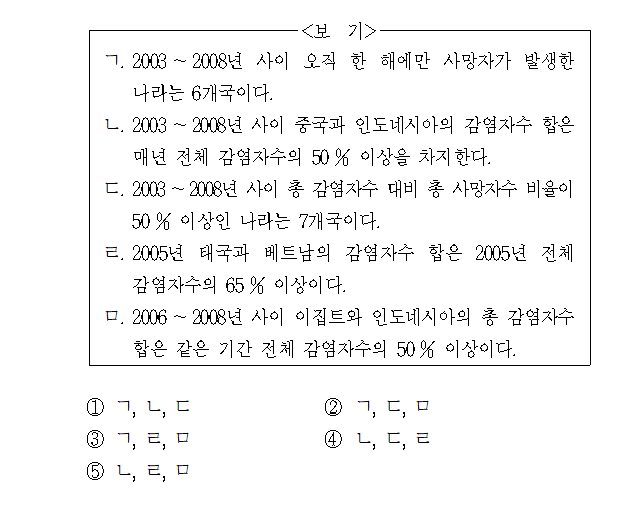 <보 기>
ㄱ. 2003 ~ 2008년 사이 오직 한 해에만 사망자가 발생한
나라는 6개국이다.
ㄴ. 2003 ~ 2008년 사이 중국과 인도네시아의 감염자수 합은
매년 전체 감염자수의 50 % 이상을 차지한다.
ㄷ. 2003 ~ 2008년 사이 총 감염자수 대비 총 사망자수 비율이
50 % 이상인 나라는 7개국이다.
ㄹ. 2005년 태국과 베트남의 감염자수 합은 2005년 전체
감염자수의 65 % 이상이다.
ㅁ. 2006 ~ 2008년 사이 이집트와 인도네시아의 총 감염자수
합은 같은 기간 전체 감염자수의 50 % 이상이다.
① ㄱ, ㄴ, ㄷ ② ㄱ, ㄷ, ㅁ
③ ㄱ, ㄹ, ㅁ ④ ㄴ, ㄷ, ㄹ
⑤ ㄴ, ㄹ, ㅁ